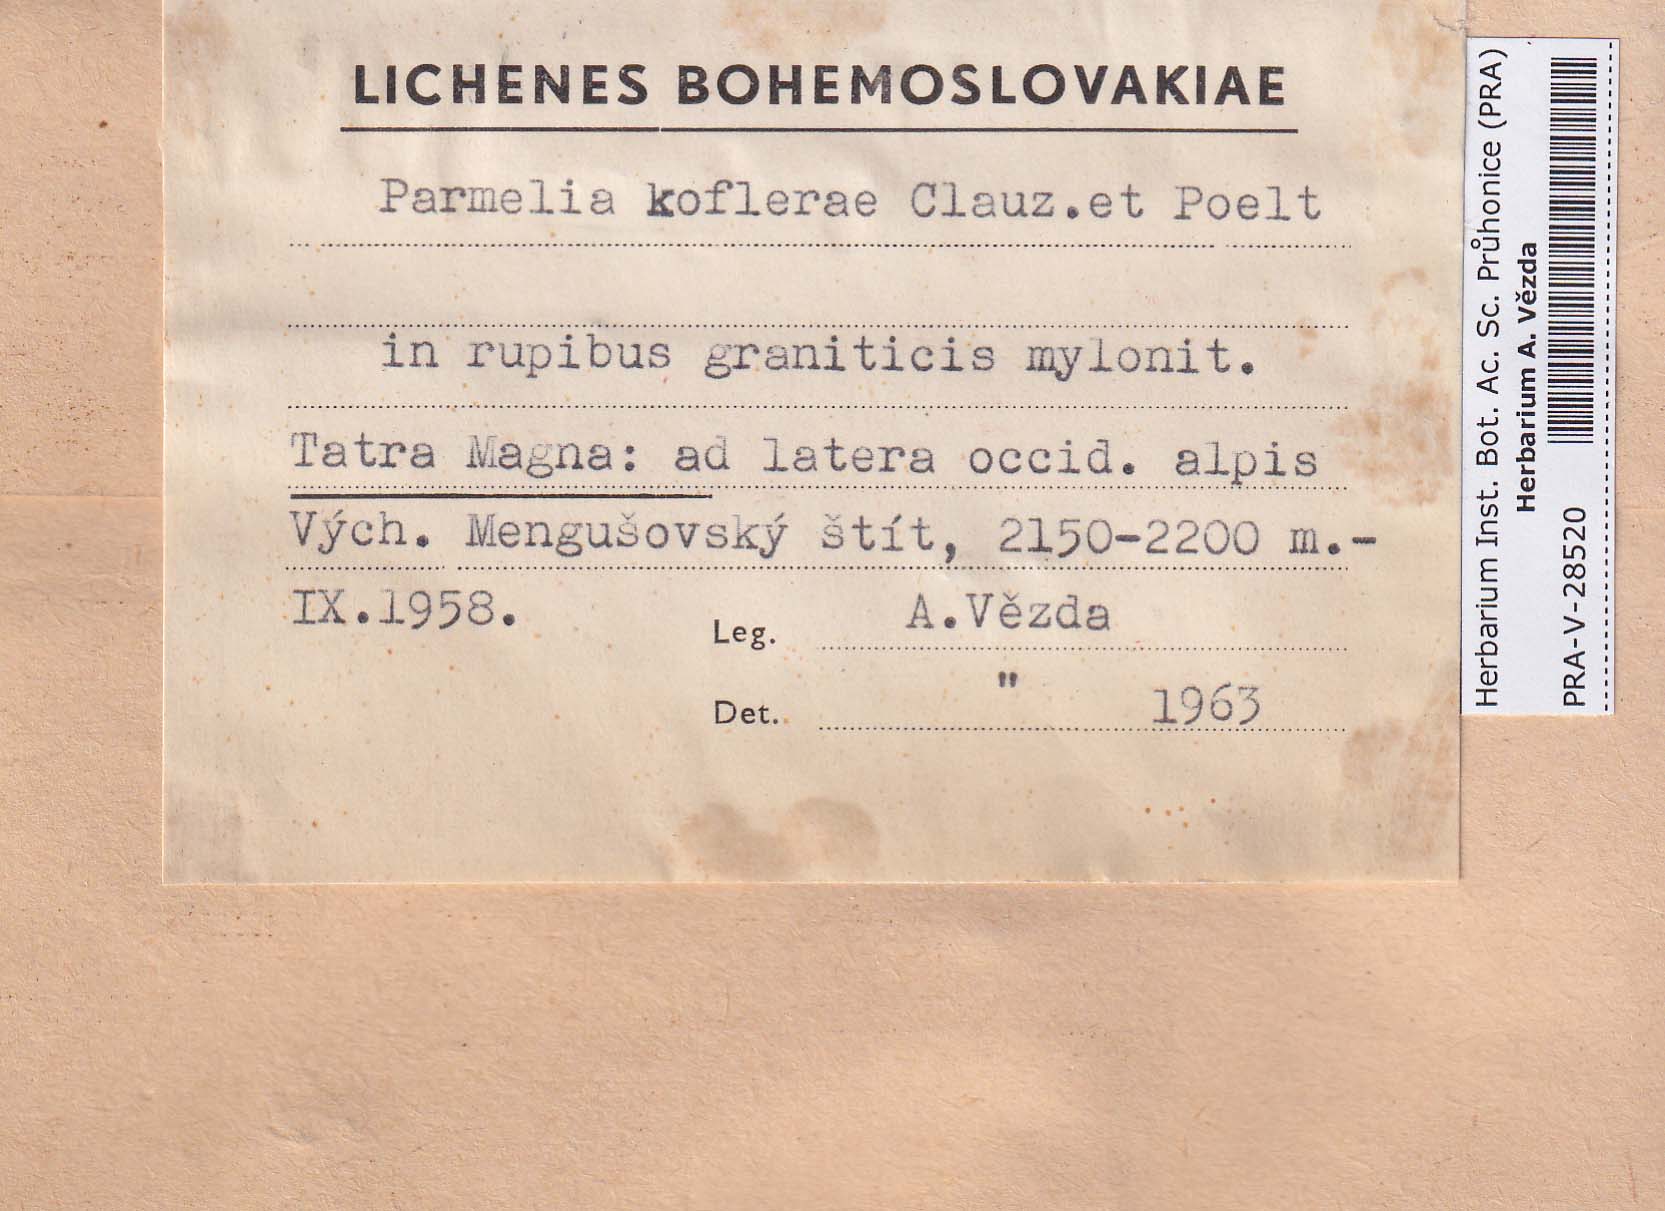 LICHENES BOHEMOSLOVAKIAE
Parmelia koflerae Clauz.et Poelt
in rupibus graniticis mylonit.
Tatra Magna: ad latera occid. alpis
Vých. Mengušovský štít, 2150-2200 m.-
IX.1958.
Leg. A.Vězda
Det. " 1963
Herbarium Inst. Bot. Ac. Sc. Průhonice (PRA)
Herbarium A. Vězda
PRA-V-28520